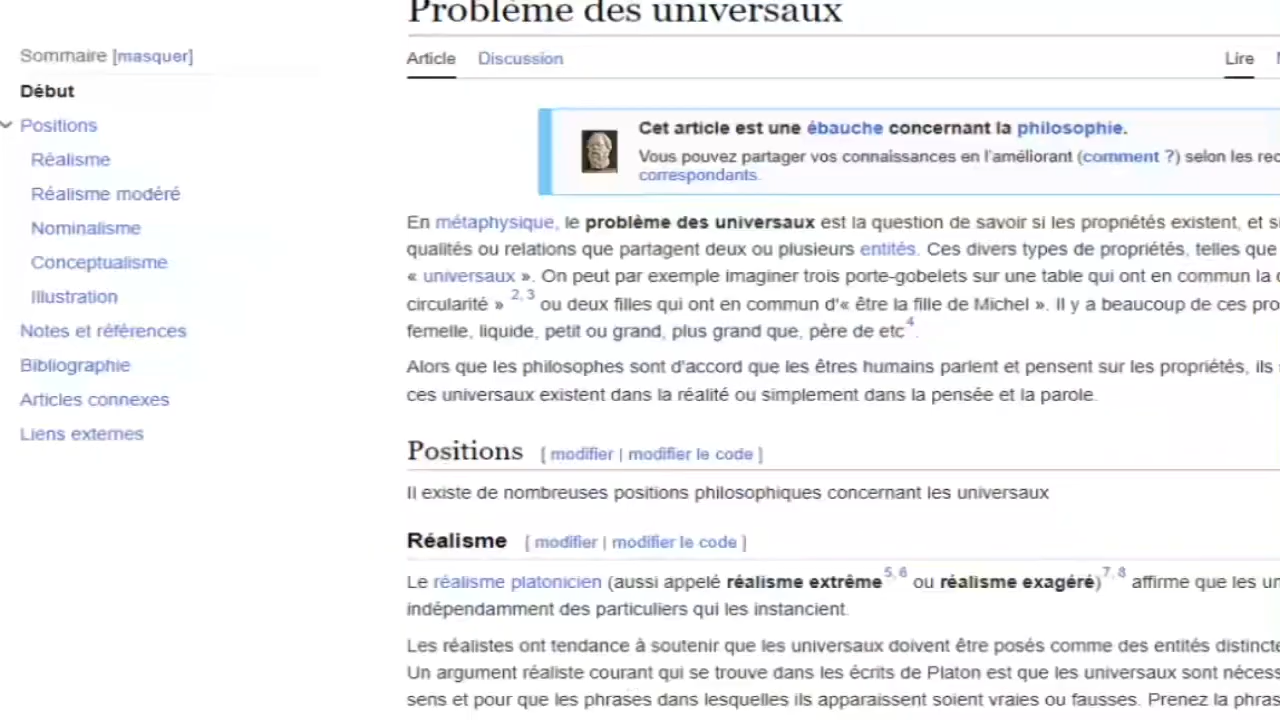 Problème des universaux
Sommaire [masquer]
Début
Positions
Réalisme
Réalisme modéré
Nominalisme
Conceptualisme
Illustration
Notes et références
Bibliographie
Articles connexes
Liens externes
Article Discussion Lire
Cet article est une ébauche concernant la philosophie.
Vous pouvez partager vos connaissances en l'améliorant (comment ?) selon les
correspondants.
En métaphysique, le problème des universaux est la question de savoir si les propriétés existent, et
qualités ou relations que partagent deux ou plusieurs entités. Ces divers types de propriétés, telles que
« universaux ». On peut par exemple imaginer trois porte-gobelets sur une table qui ont en commun la
circularité » 2, 3 ou deux filles qui ont en commun d'« être la fille de Michel ». Il y a beaucoup de ces
femelle, liquide, petit ou grand, plus grand que, père de etc 4.
Alors que les philosophes sont d'accord que les êtres humains parlent et pensent sur les propriétés, ils
ces universaux existent dans la réalité ou simplement dans la pensée et la parole.
Positions [ modifier | modifier le code ]
Il existe de nombreuses positions philosophiques concernant les universaux
Réalisme [ modifier | modifier le code ]
Le réalisme platonicien (aussi appelé réalisme extrême 5, 6 ou réalisme exagéré) 7, 8 affirme que les
indépendamment des particuliers qui les instancient.
Les réalistes ont tendance à soutenir que les universaux doivent être posés comme des entités
Un argument réaliste courant qui se trouve dans les écrits de Platon est que les universaux sont
sens et pour que les phrases dans lesquelles ils apparaissent soient vraies ou fausses. Prenez la